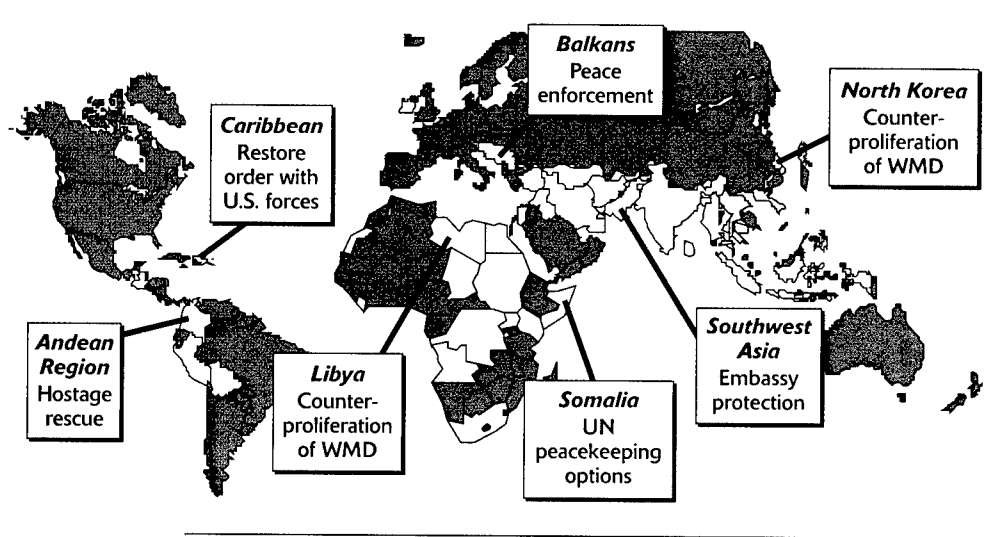 Balkans
Peace
enforcement
North Korea
Counter-
proliferation
of WMD
Caribbean
Restore
order with
U.S. forces
Andean
Region
Hostage
rescue
Libya
Counter-
proliferation
of WMD
Somalia
UN
peacekeeping
options
Southwest
Asia
Embassy
protection